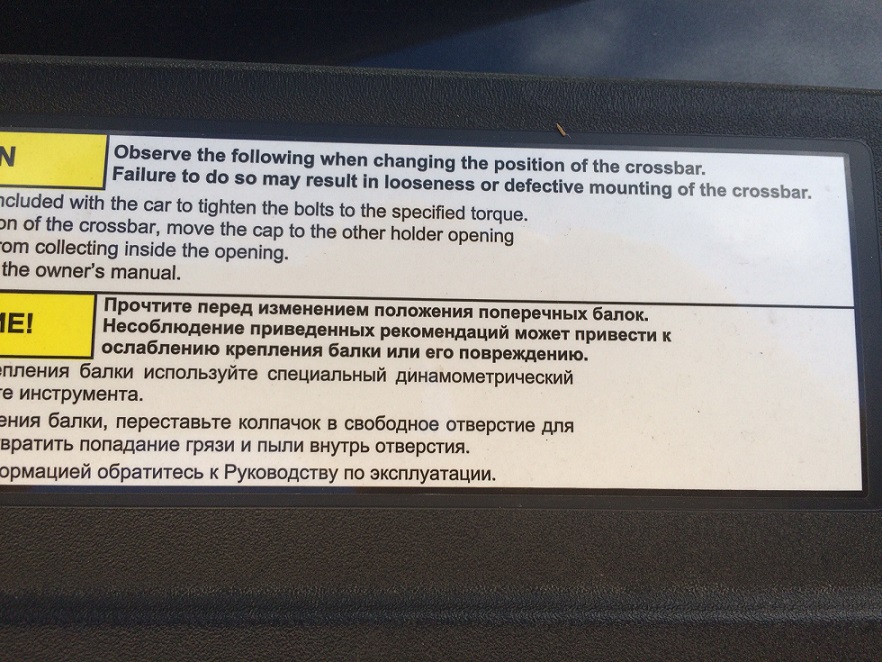 N
Observe the following when changing the position of the crossbar.
Failure to do so may result in looseness or defective mounting of the crossbar.
ncluded with the car to tighten the bolts to the specified torque.
on of the crossbar, move the cap to the other holder opening
rom collecting inside the opening.
the owner's manual.
ИЕ!
Прочтите перед изменением положения поперечных балок.
Несоблюдение приведенных рекомендаций может привести к
ослаблению крепления балки или его повреждению.
епления балки используйте специальный динамометрический
те инструмента.
ения балки, переставьте колпачок в свободное отверстие для
вратить попадание грязи и пыли внутрь отверстия.
ормацией обратитесь к Руководству по эксплуатации.